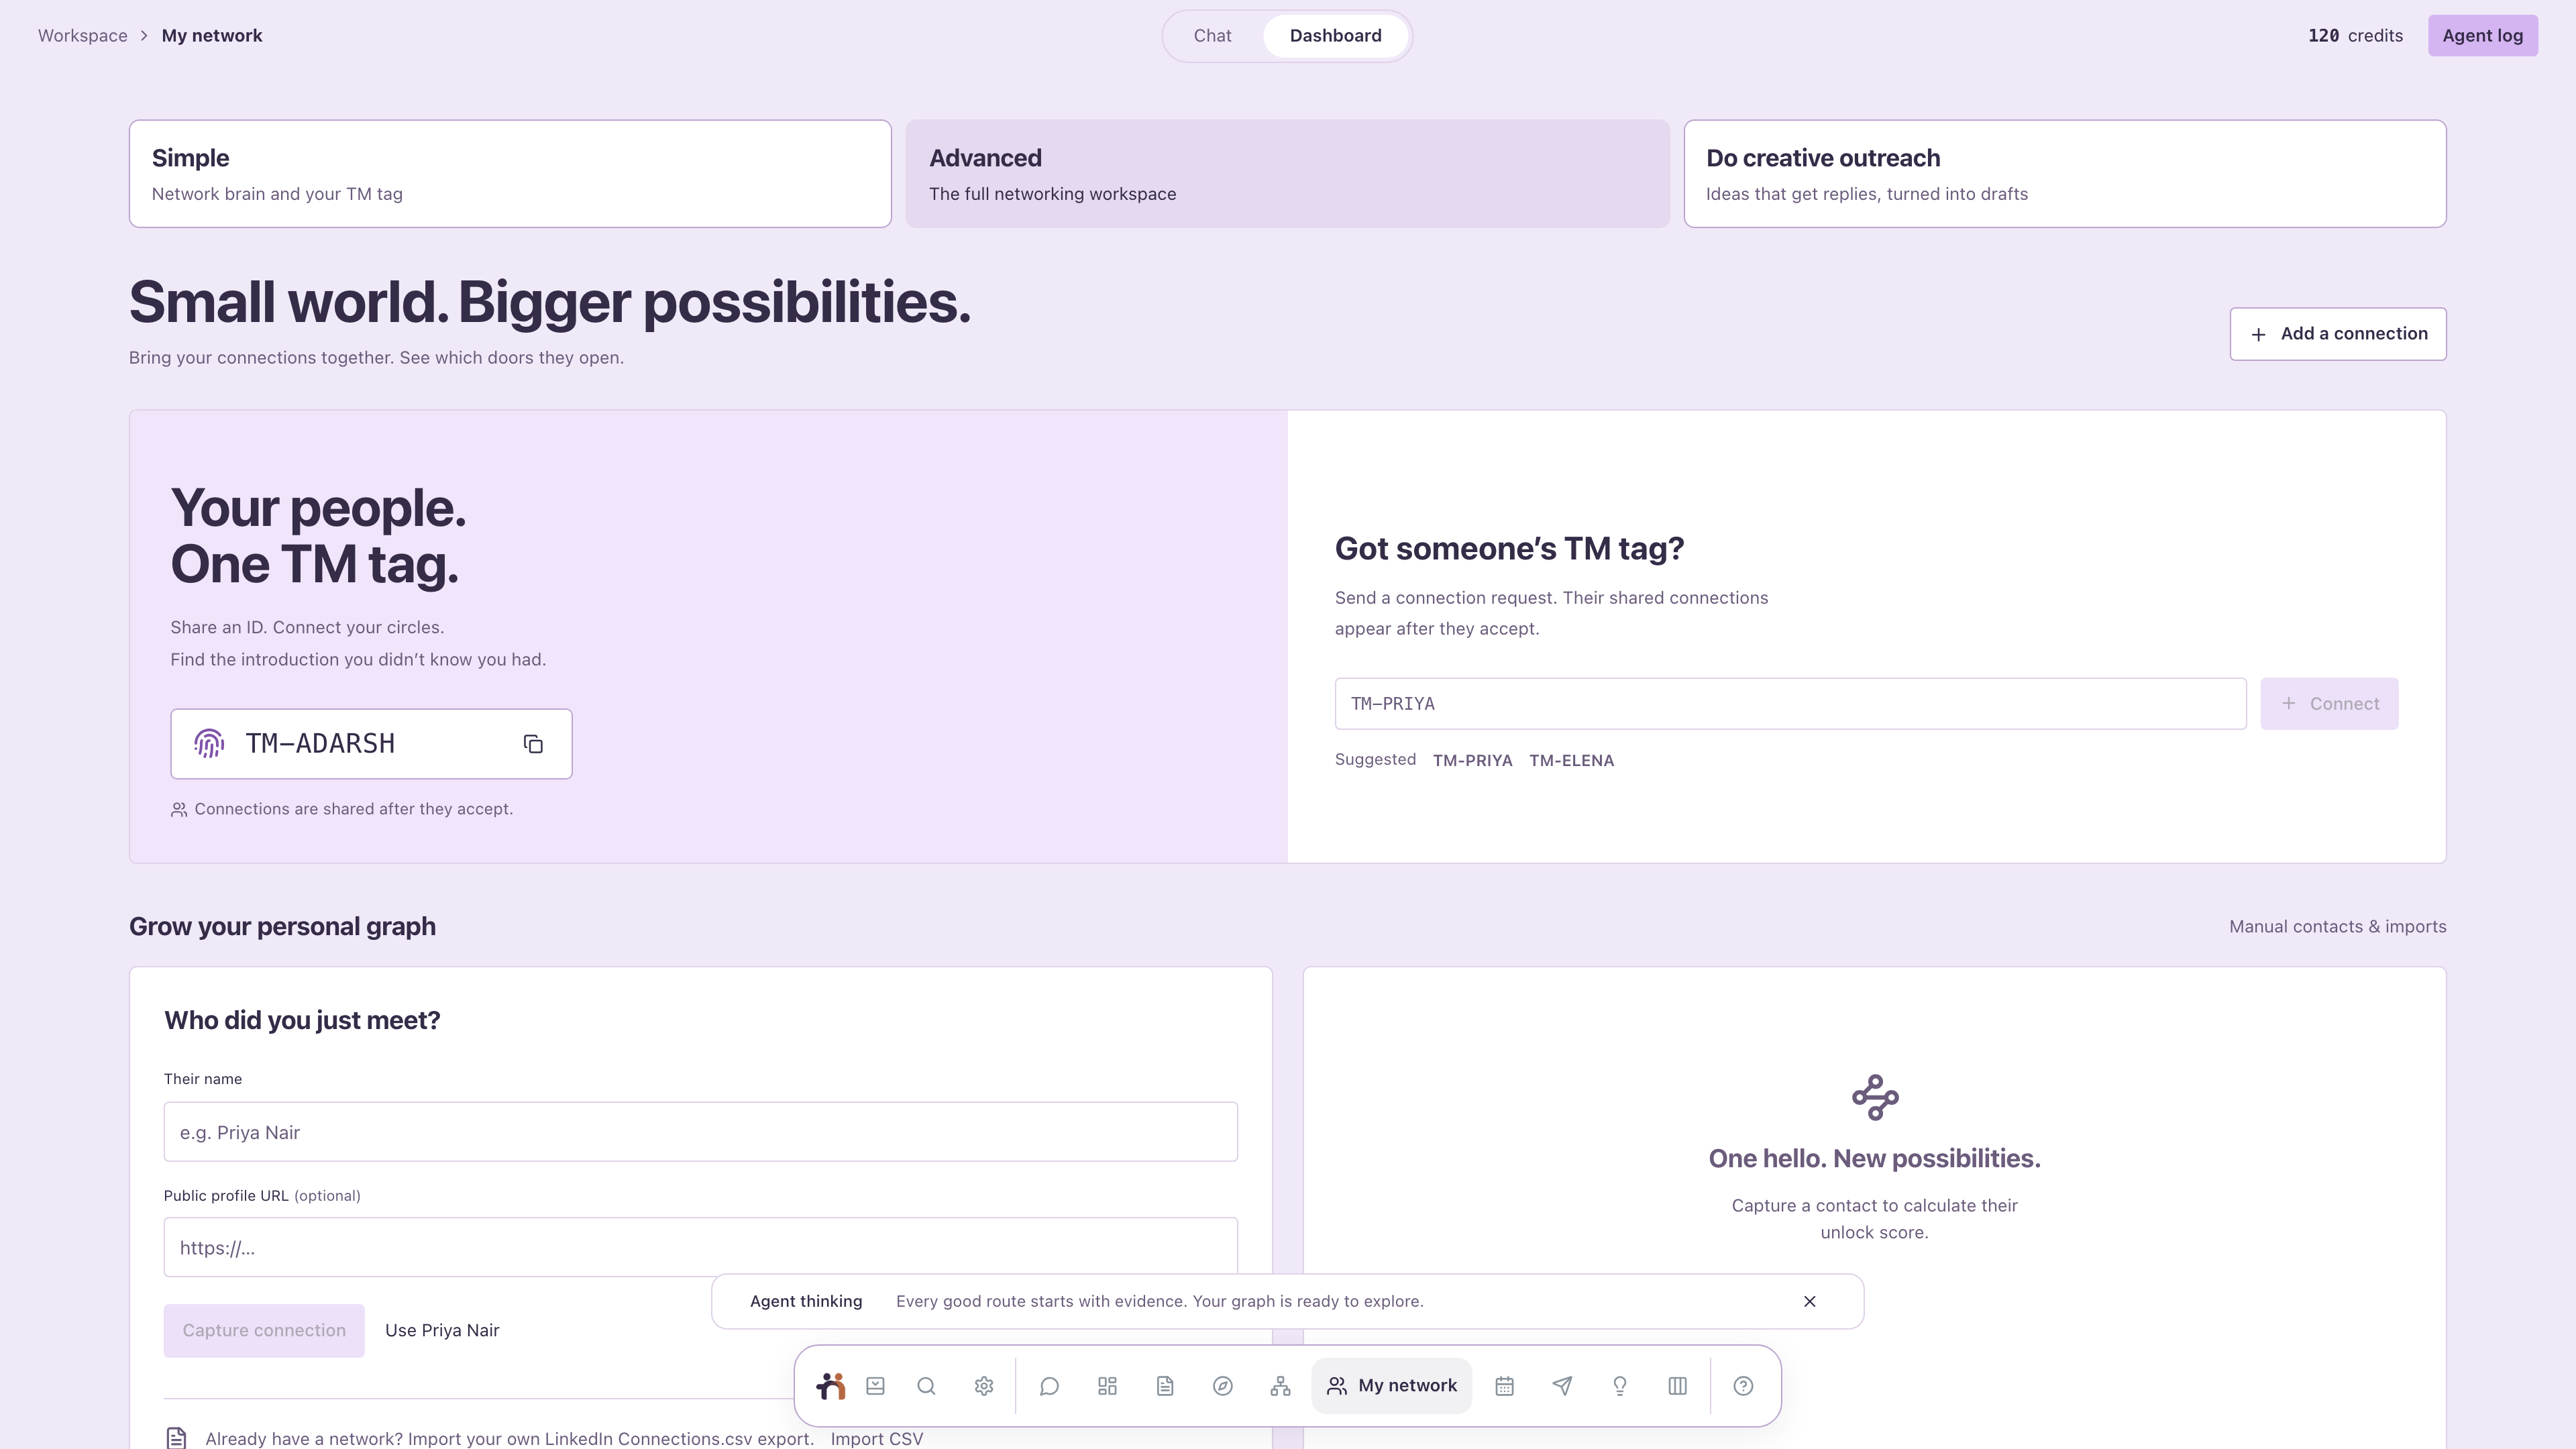 Workspace > My network
Chat
Dashboard
120 credits
Agent log
Simple
Network brain and your TM tag
Advanced
The full networking workspace
Do creative outreach
Ideas that get replies, turned into drafts
Small world. Bigger possibilities.
Bring your connections together. See which doors they open.
+ Add a connection
Your people.
One TM tag.
Share an ID. Connect your circles.
Find the introduction you didn’t know you had.
TM–ADARSH
Connections are shared after they accept.
Got someone’s TM tag?
Send a connection request. Their shared connections
appear after they accept.
TM–PRIYA
+ Connect
Suggested TM-PRIYA TM-ELENA
Grow your personal graph
Manual contacts & imports
Who did you just meet?
Their name
e.g. Priya Nair
Public profile URL (optional)
https://...
Capture connection
Use Priya Nair
Already have a network? Import your own LinkedIn Connections.csv export. Import CSV
One hello. New possibilities.
Capture a contact to calculate their
unlock score.
Agent thinking Every good route starts with evidence. Your graph is ready to explore.
My network